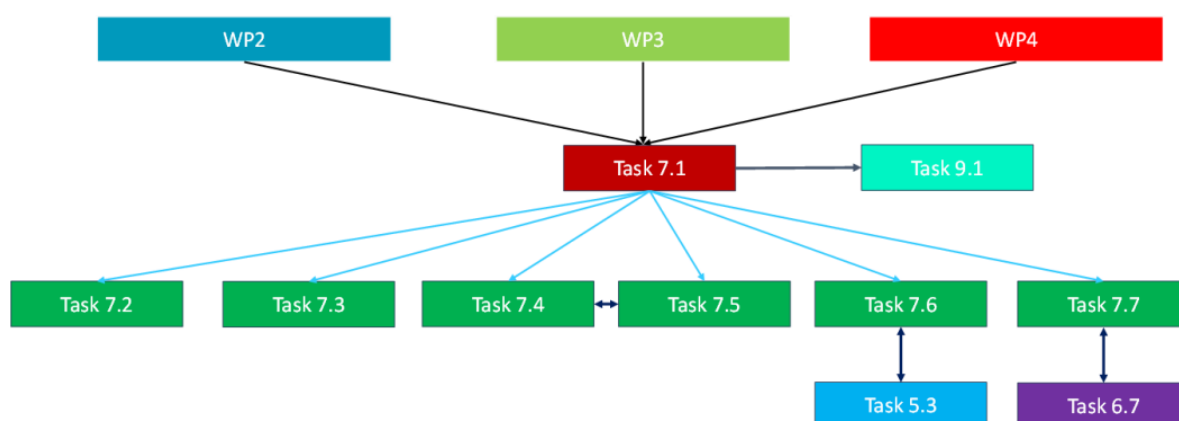 WP2
WP3
WP4
Task 7.1
Task 9.1
Task 7.2
Task 7.3
Task 7.4
Task 7.5
Task 7.6
Task 7.7
Task 5.3
Task 6.7